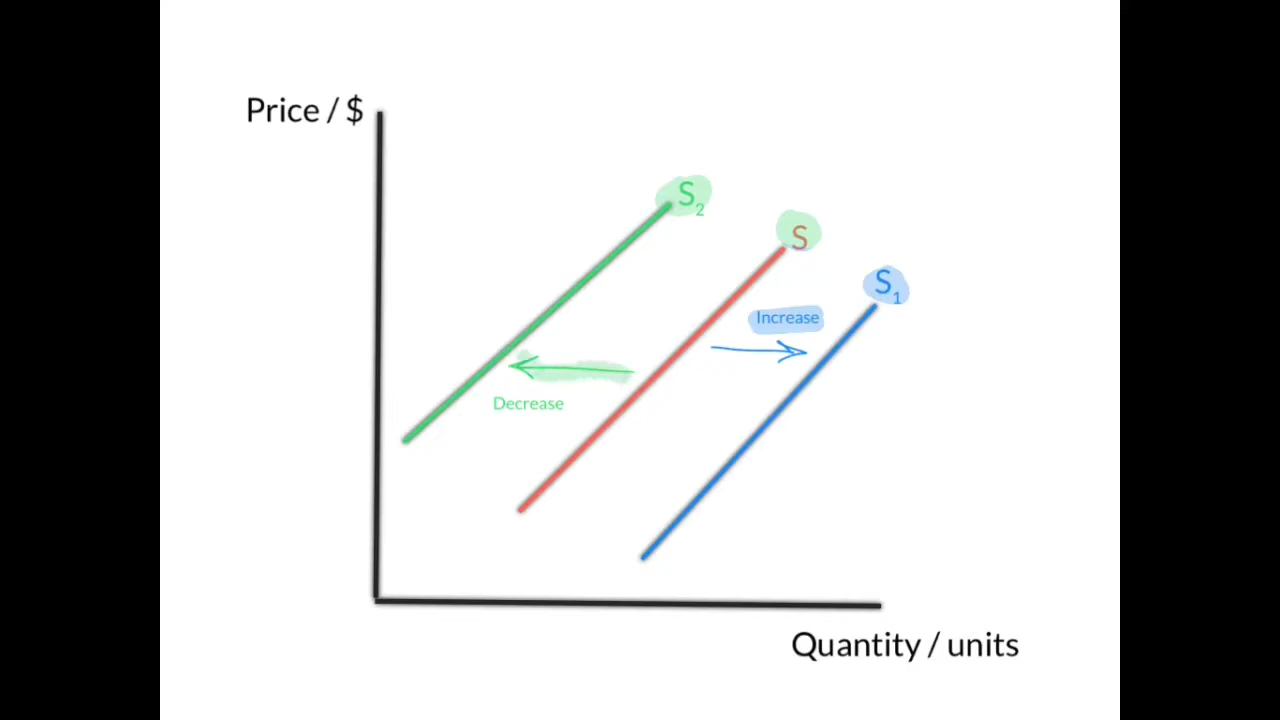 Price / $
S2
S
S1
Increase
Decrease
Quantity / units